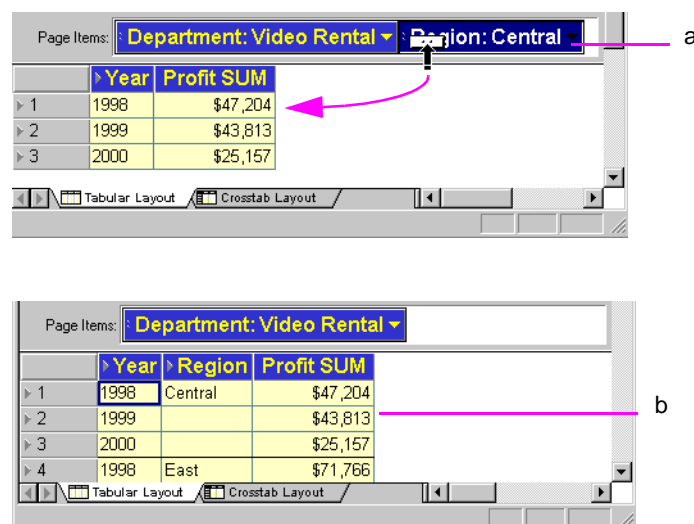 Page Items: Department: Video Rental Region: Central a
Year Profit SUM
1 1998 $47,204
2 1999 $43,813
3 2000 $25,157
Tabular Layout Crosstab Layout
Page Items: Department: Video Rental
Year Region Profit SUM
1 1998 Central $47,204
2 1999 $43,813 b
3 2000 $25,157
4 1998 East $71,766
Tabular Layout Crosstab Layout